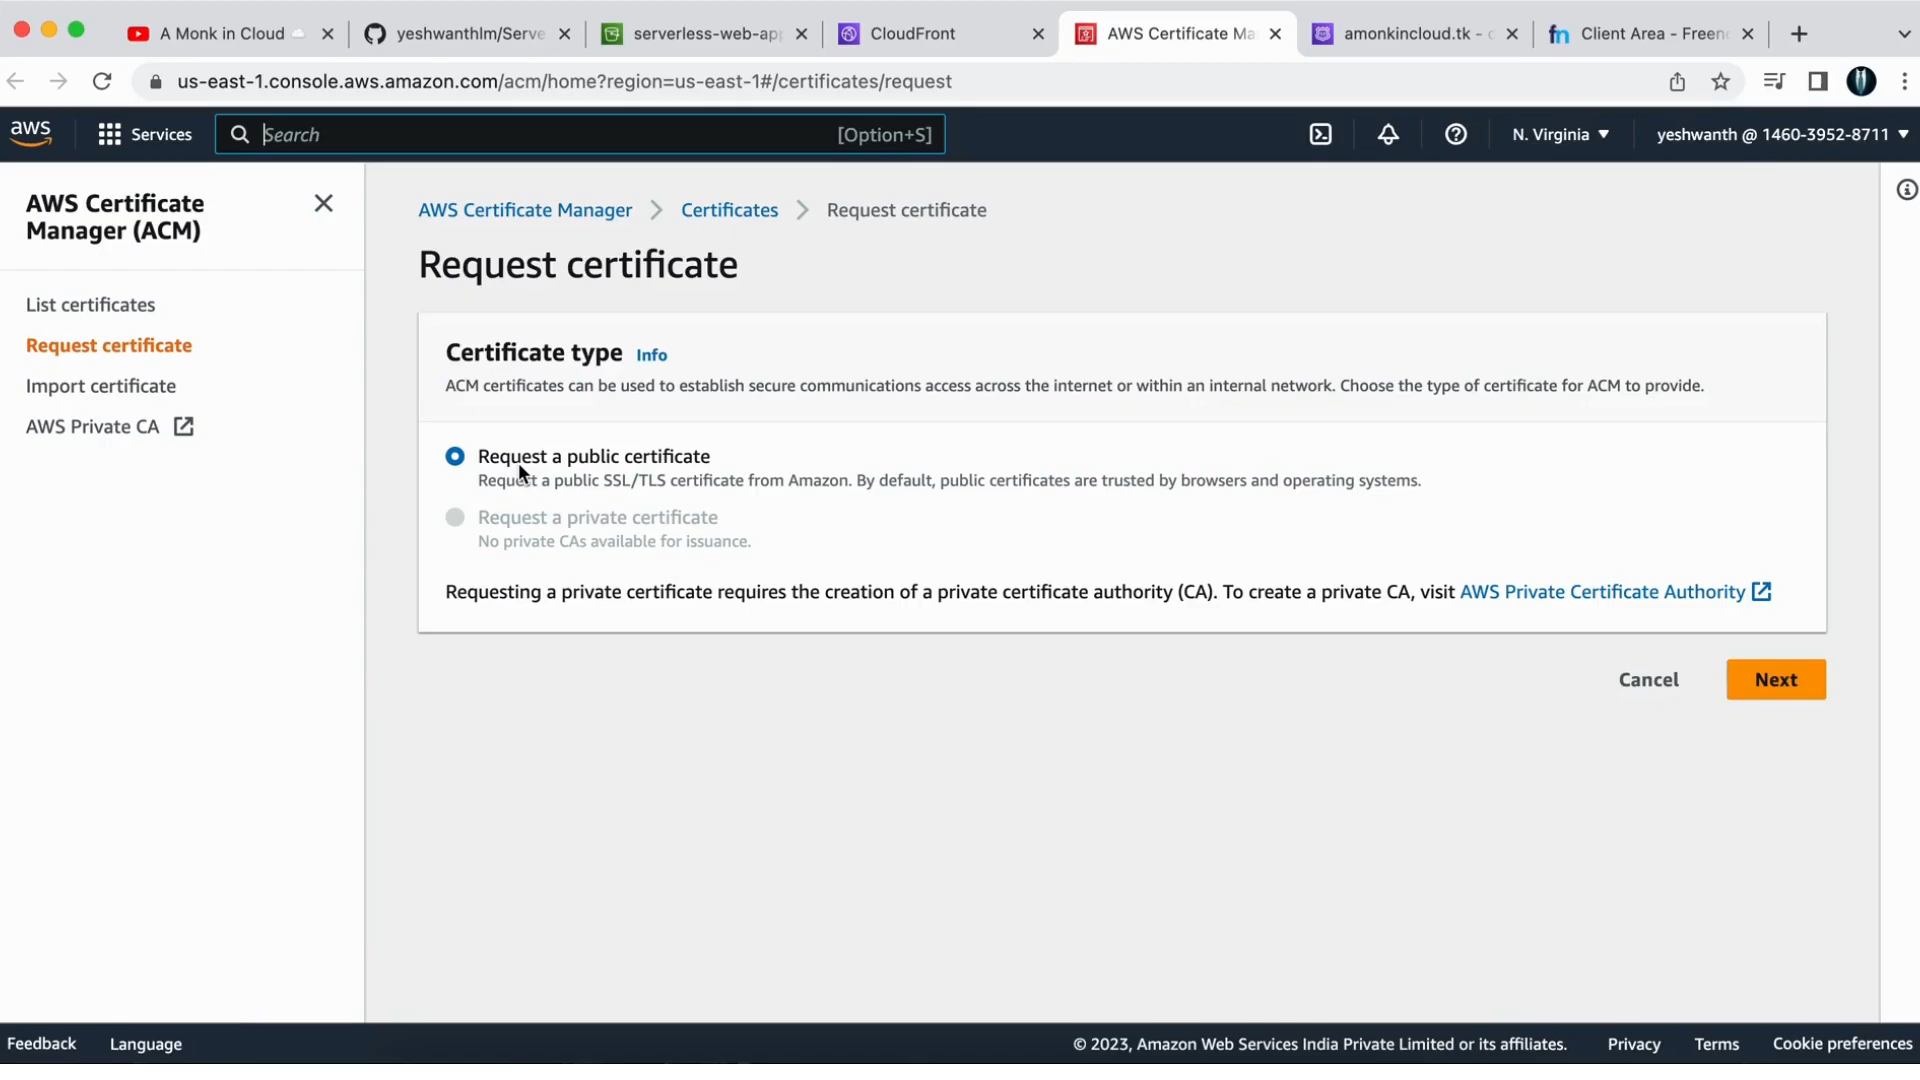 A Monk in Cloud
yeshwanthlm/Serve
serverless-web-ap
CloudFront
AWS Certificate Ma
amonkincloud.tk -
Client Area - Freen
us-east-1.console.aws.amazon.com/acm/home?region=us-east-1#/certificates/request
aws
Services
Search
[Option+S]
N. Virginia
yeshwanth @ 1460-3952-8711
AWS Certificate
Manager (ACM)
List certificates
Request certificate
Import certificate
AWS Private CA
AWS Certificate Manager
Certificates
Request certificate
Request certificate
Certificate type Info
ACM certificates can be used to establish secure communications access across the internet or within an internal network. Choose the type of certificate for ACM to provide.
Request a public certificate
Request a public SSL/TLS certificate from Amazon. By default, public certificates are trusted by browsers and operating systems.
Request a private certificate
No private CAs available for issuance.
Requesting a private certificate requires the creation of a private certificate authority (CA). To create a private CA, visit AWS Private Certificate Authority
Cancel
Next
Feedback
Language
© 2023, Amazon Web Services India Private Limited or its affiliates.
Privacy
Terms
Cookie preferences